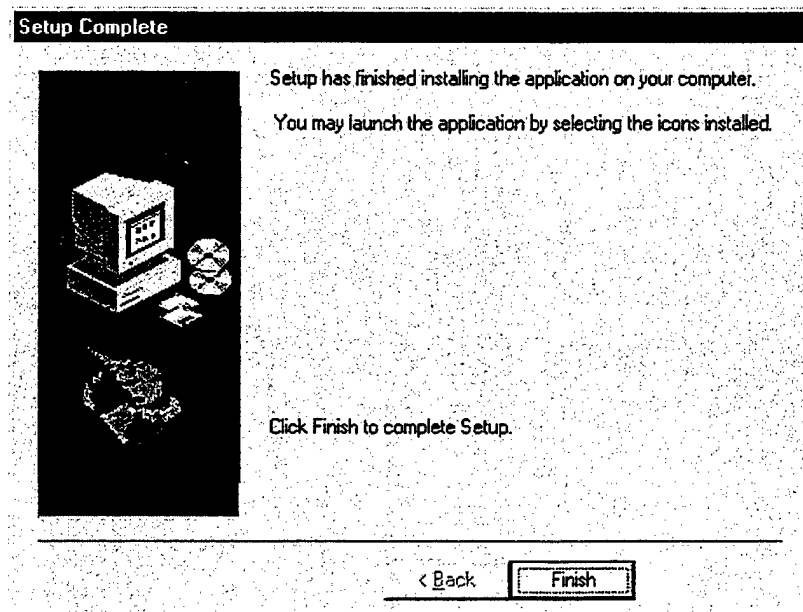 Setup Complete
Setup has finished installing the application on your computer.
You may launch the application by selecting the icons installed.
Click Finish to complete Setup.
< Back
Finish